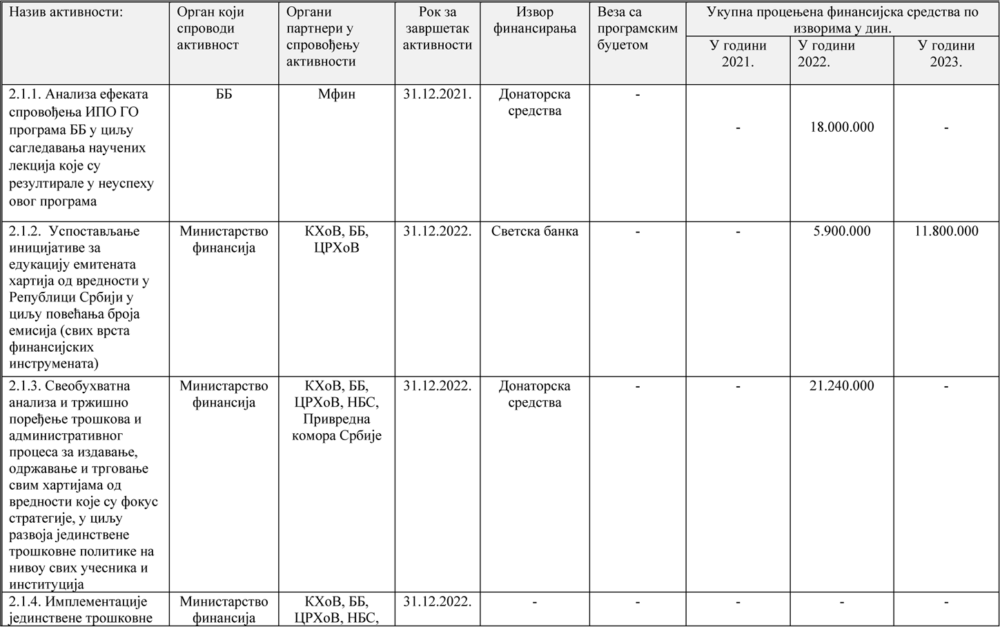 Назив активности:
Орган који
спроводи
активност
Органи
партнери у
спровођењу
активности
Рок за
завршетак
активности
Извор
финансирања
Веза са
програмским
буџетом
Укупна процењена финансијска средства по
изворима у дин.
У години
2021.
У години
2022.
У години
2023.
2.1.1. Анализа ефеката
спровођења ИПО ГО
програма ББ у циљу
сагледавања научених
лекција које су
резултирале у неуспеху
овог програма
ББ
Мфин
31.12.2021.
Донаторска
средства
-
-
18.000.000
-
2.1.2. Успостављање
иницијативе за
едукацију емитената
хартија од вредности у
Републици Србији у
циљу повећања броја
емисија (свих врста
финансијских
инструмената)
Министарство
финансија
КХоВ, ББ,
ЦРХоВ
31.12.2022.
Светска банка
-
-
5.900.000
11.800.000
2.1.3. Свеобухватна
анализа и тржишно
поређење трошкова и
административног
процеса за издавање,
одржавање и трговање
свим хартијама од
вредности које су фокус
стратегије, у циљу
развоја јединствене
трошковне политике на
нивоу свих учесника и
институција
Министарство
финансија
КХоВ, ББ,
ЦРХоВ, НБС,
Привредна
комора Србије
31.12.2022.
Донаторска
средства
-
-
21.240.000
-
2.1.4. Имплементације
јединствене трошковне
Министарство
финансија
КХоВ, ББ,
ЦРХоВ, НБС,
31.12.2022.
-
-
-
-
-